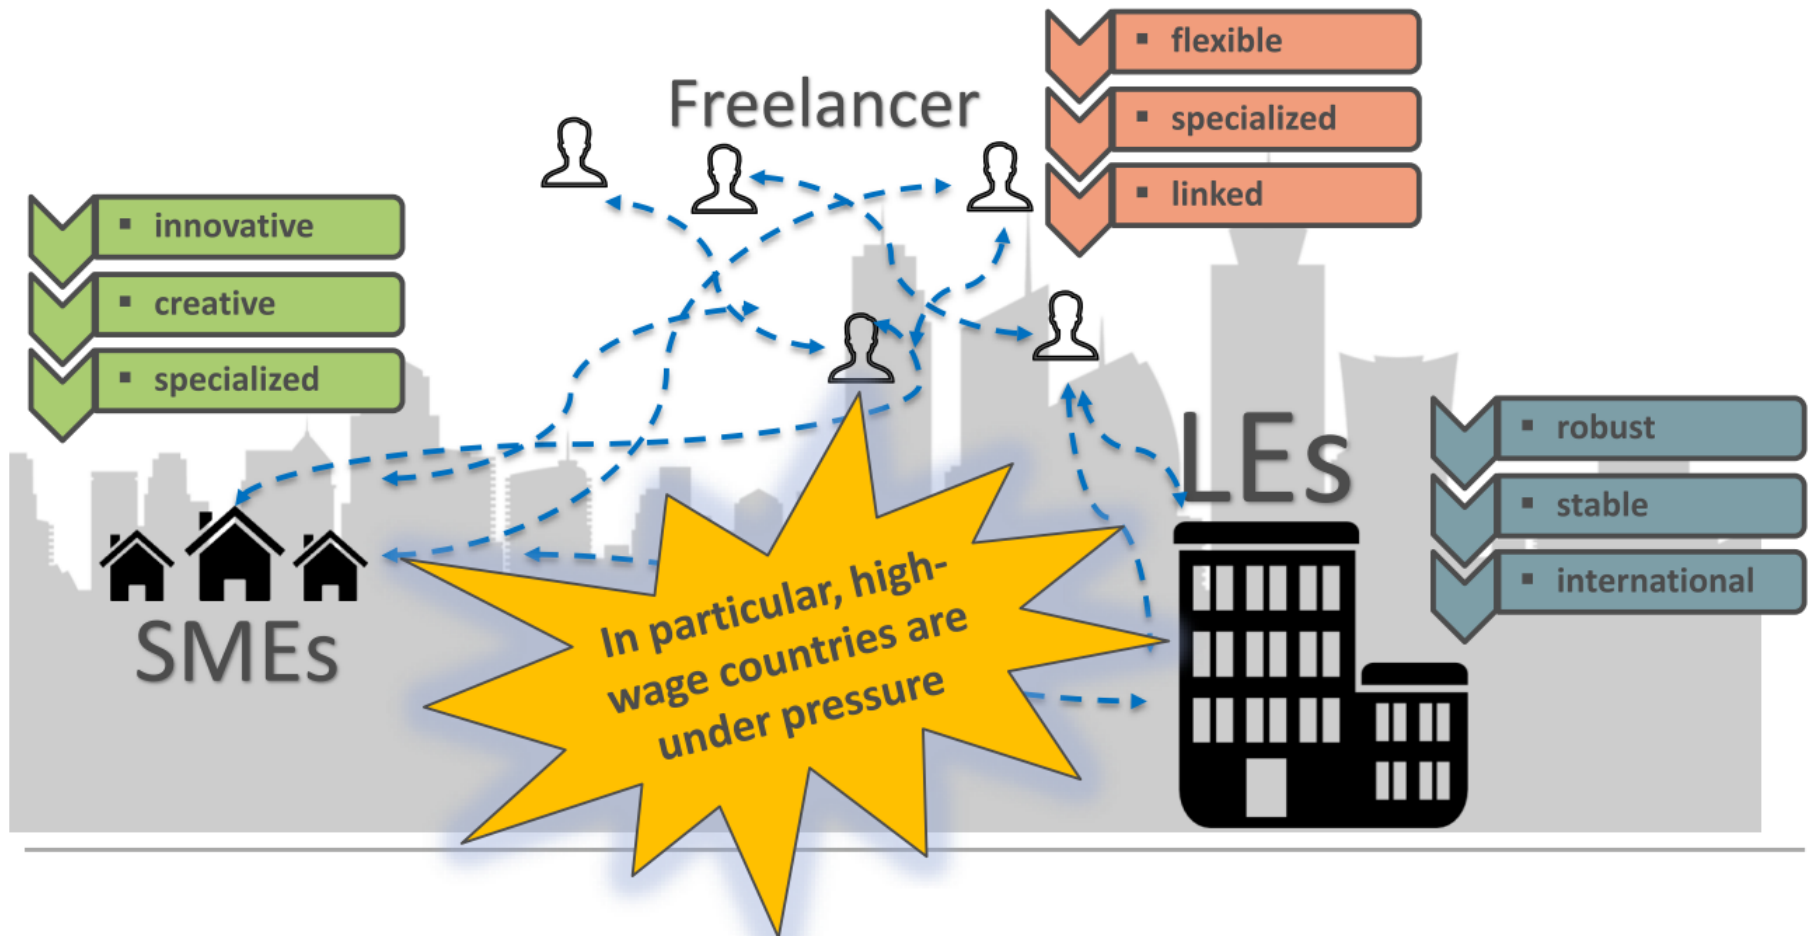 Freelancer
▪ flexible
▪ specialized
▪ linked
▪ innovative
▪ creative
▪ specialized
SMEs
LEs
▪ robust
▪ stable
▪ international
In particular, high-
wage countries are
under pressure